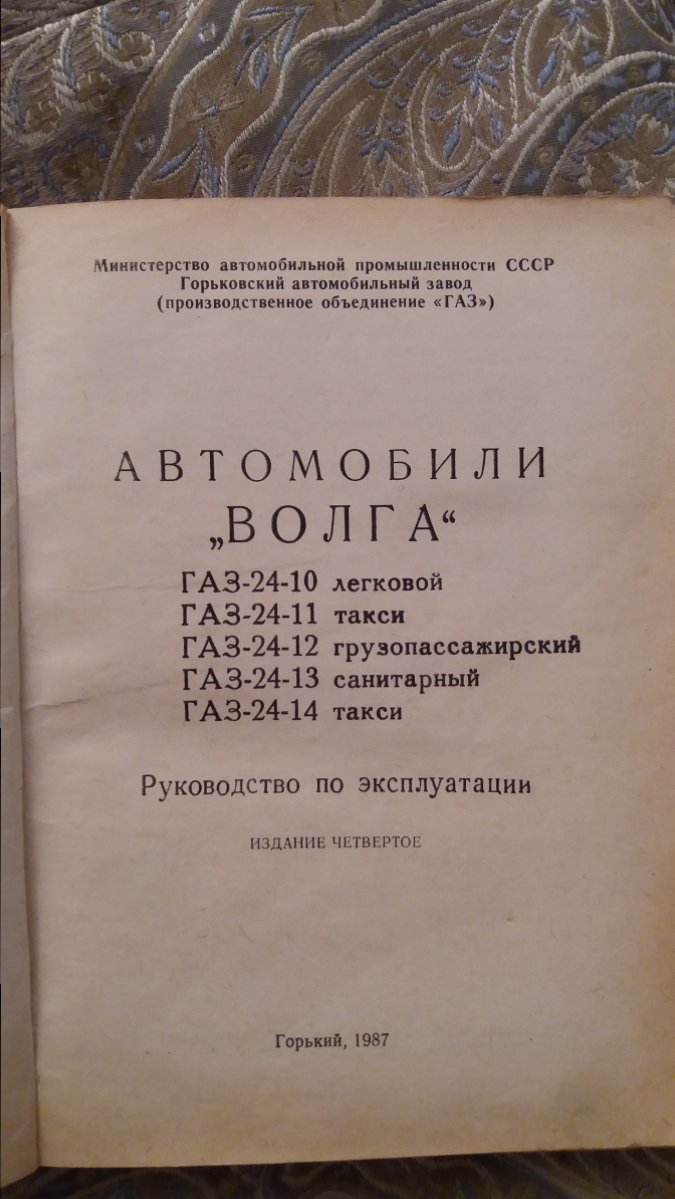 Министерство автомобильной промышленности СССР
Горьковский автомобильный завод
(производственное объединение «ГАЗ»)
АВТОМОБИЛИ
„ВОЛГА“
ГАЗ-24-10 легковой
ГАЗ-24-11 такси
ГАЗ-24-12 грузопассажирский
ГАЗ-24-13 санитарный
ГАЗ-24-14 такси
Руководство по эксплуатации
ИЗДАНИЕ ЧЕТВЕРТОЕ
Горький, 1987